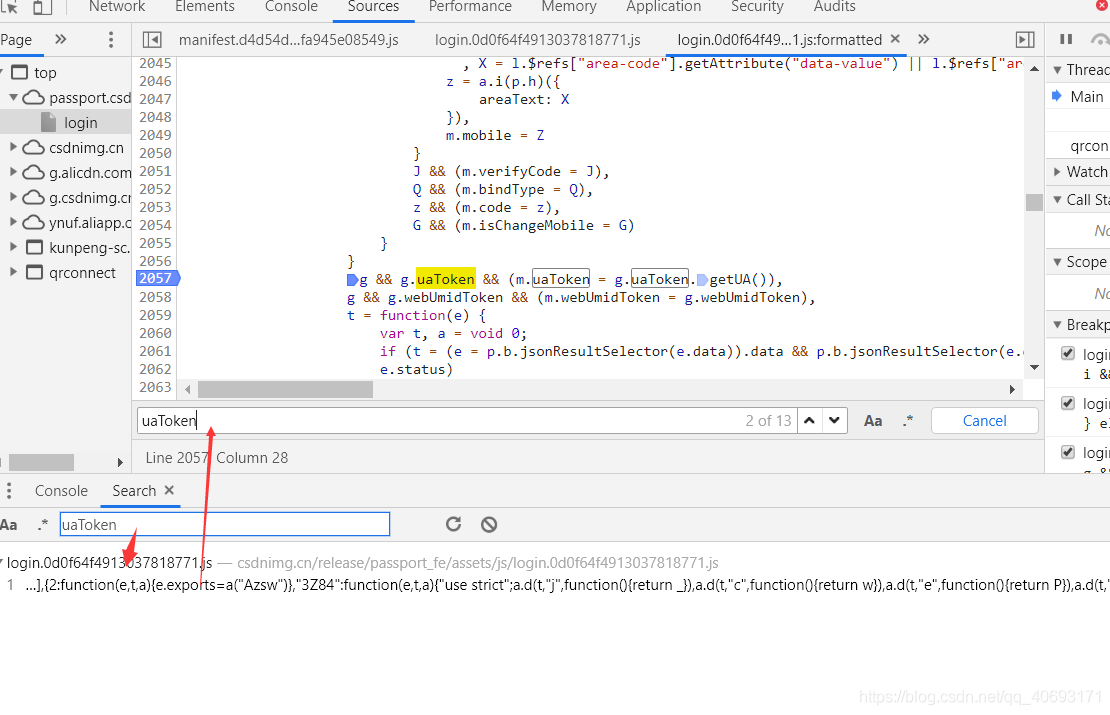 Network Elements Console Sources Performance Memory Application Security Audits
Page manifest.d4d54d...fa945e08549.js login.0d0f64f4913037818771.js login.0d0f64f49...1.js:formatted
top
passport.csd
login
csdnimg.cn
g.alicdn.com
g.csdnimg.cn
ynuf.aliapp.c
kunpeng-sc.
qrconnect
2045 , X = l.$refs["area-code"].getAttribute("data-value") || l.$refs["ar
2046 z = a.i(p.h)({
2047 areaText: X
2048 }),
2049 m.mobile = Z
2050 }
2051 J && (m.verifyCode = J),
2052 Q && (m.bindType = Q),
2053 z && (m.code = z),
2054 G && (m.isChangeMobile = G)
2055 }
2056 }
2057 g && g.uaToken && (m.uaToken = g.uaToken.getUA()),
2058 g && g.webUmidToken && (m.webUmidToken = g.webUmidToken),
2059 t = function(e) {
2060 var t, a = void 0;
2061 if (t = (e = p.b.jsonResultSelector(e.data)).data && p.b.jsonResultSelector(e.
2062 e.status)
2063
Threac
Main
qrcon
Watch
Call Sta
No
Scope
No
Breakp
login
i &&
login
} el
login
g &&
uaToken 2 of 13 Aa .* Cancel
Line 2057, Column 28
Console Search
Aa .* uaToken
login.0d0f64f4913037818771.js — csdnimg.cn/release/passport_fe/assets/js/login.0d0f64f4913037818771.js
1 ...],{2:function(e,t,a){e.exports=a("Azsw")},"3Z84":function(e,t,a){"use strict";a.d(t,"j",function(){return _}),a.d(t,"c",function(){return w}),a.d(t,"e",function(){return P}),a.d(t,"
https://blog.csdn.net/qq_40693171